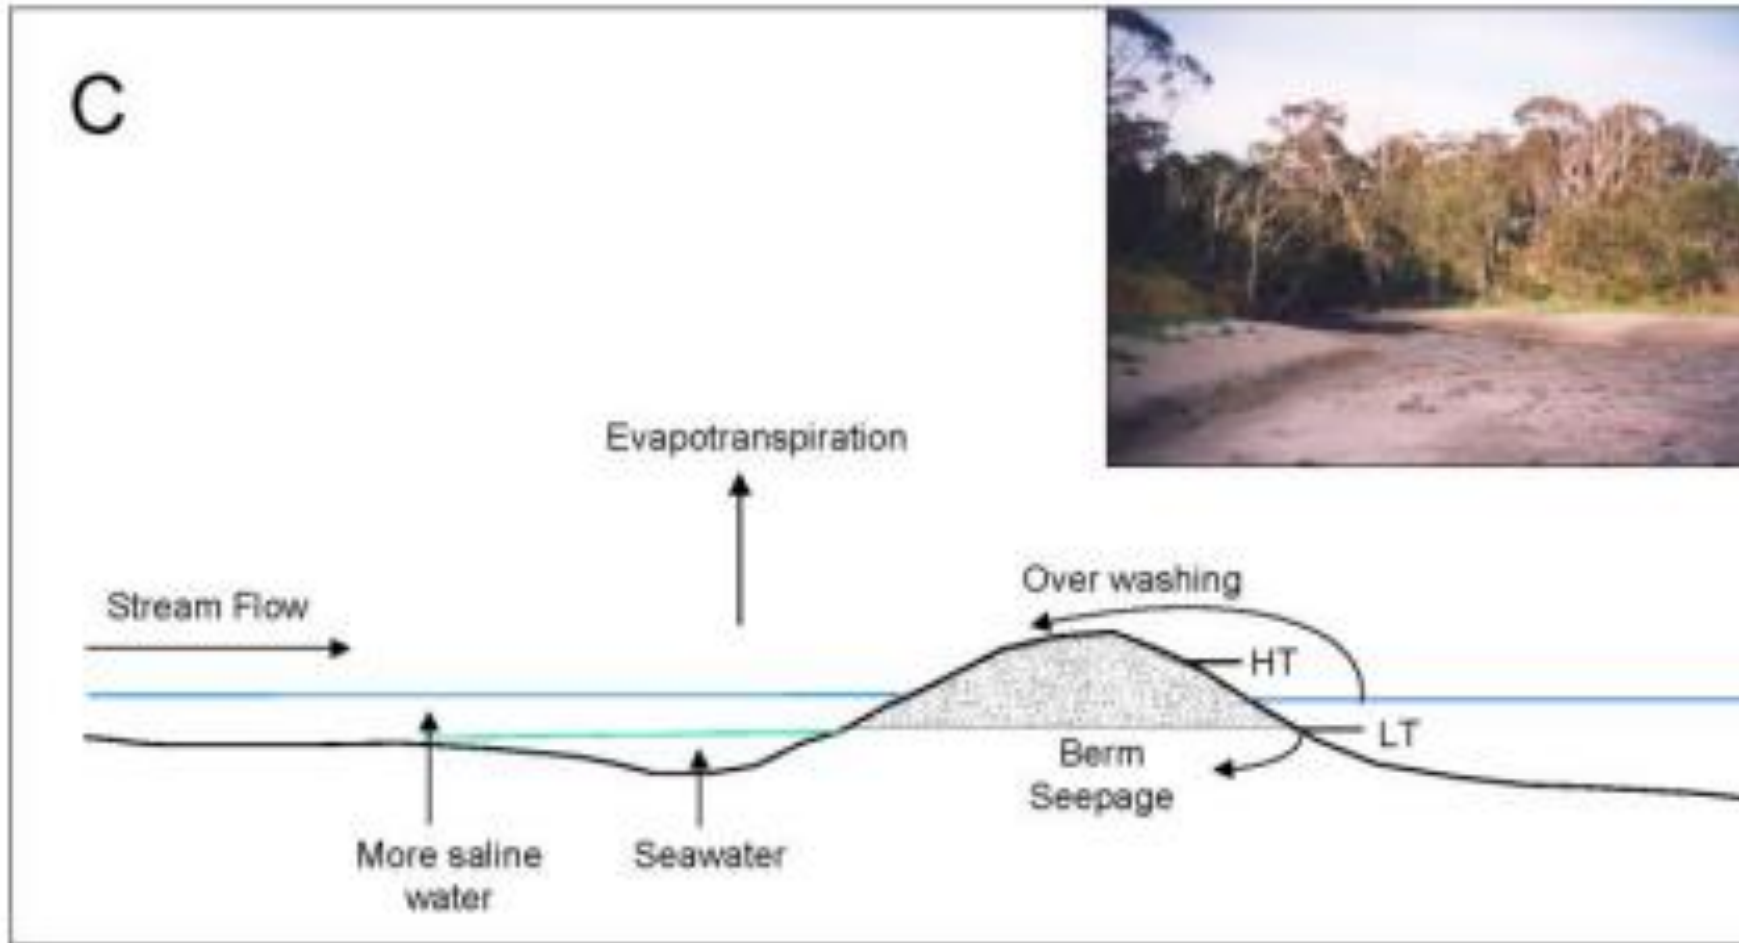 C
Evapotranspiration
Over washing
Stream Flow
HT
LT
Berm
Seepage
More saline
water
Seawater